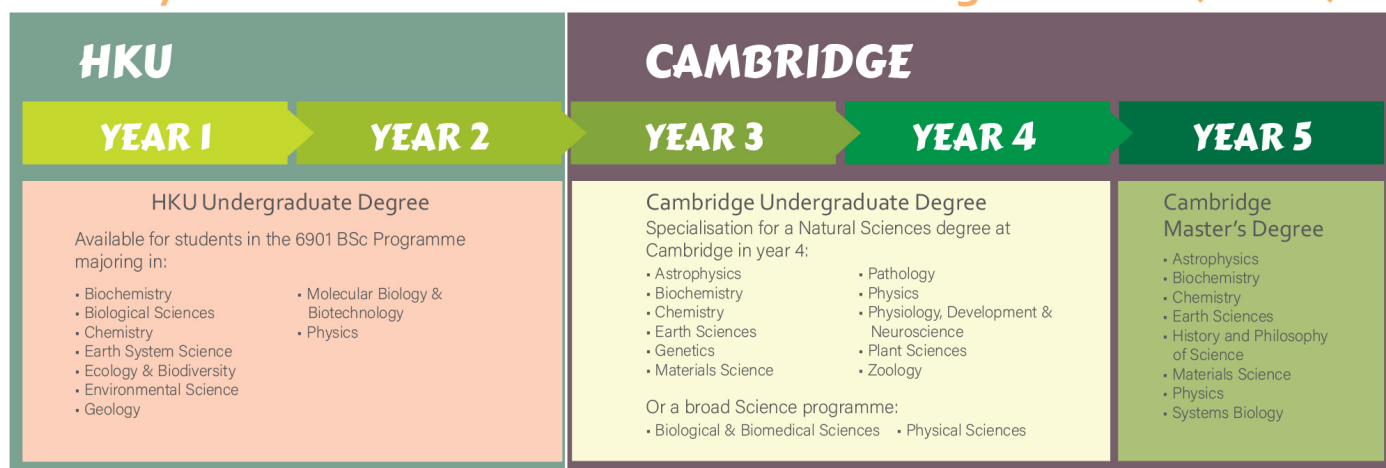 HKU
CAMBRIDGE
YEAR 1
YEAR 2
YEAR 3
YEAR 4
YEAR 5
HKU Undergraduate Degree
Available for students in the 6901 BSc Programme
majoring in:
• Biochemistry
• Biological Sciences
• Chemistry
• Earth System Science
• Ecology & Biodiversity
• Environmental Science
• Geology
• Molecular Biology &
Biotechnology
• Physics
Cambridge Undergraduate Degree
Specialisation for a Natural Sciences degree at
Cambridge in year 4:
• Astrophysics
• Biochemistry
• Chemistry
• Earth Sciences
• Genetics
• Materials Science
• Pathology
• Physics
• Physiology, Development &
Neuroscience
• Plant Sciences
• Zoology
Or a broad Science programme:
• Biological & Biomedical Sciences • Physical Sciences
Cambridge
Master's Degree
• Astrophysics
• Biochemistry
• Chemistry
• Earth Sciences
• History and Philosophy
of Science
• Materials Science
• Physics
• Systems Biology